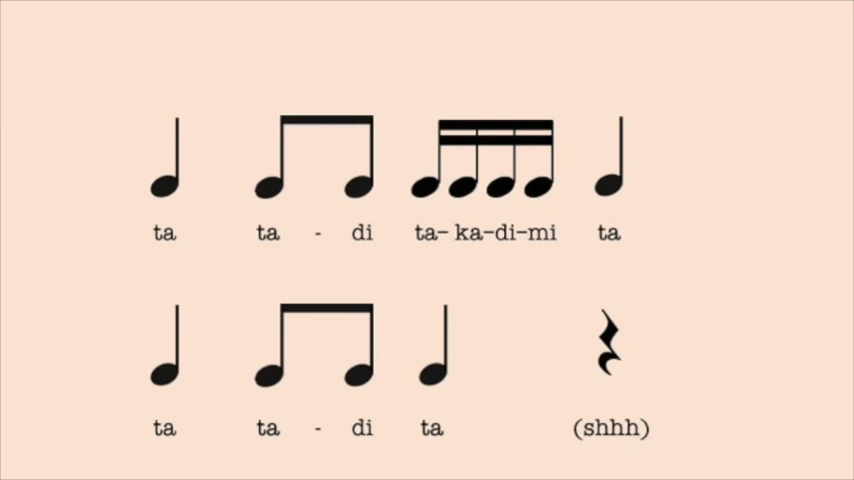 ta ta - di ta- ka-di-mi ta
ta ta - di ta (shhh)